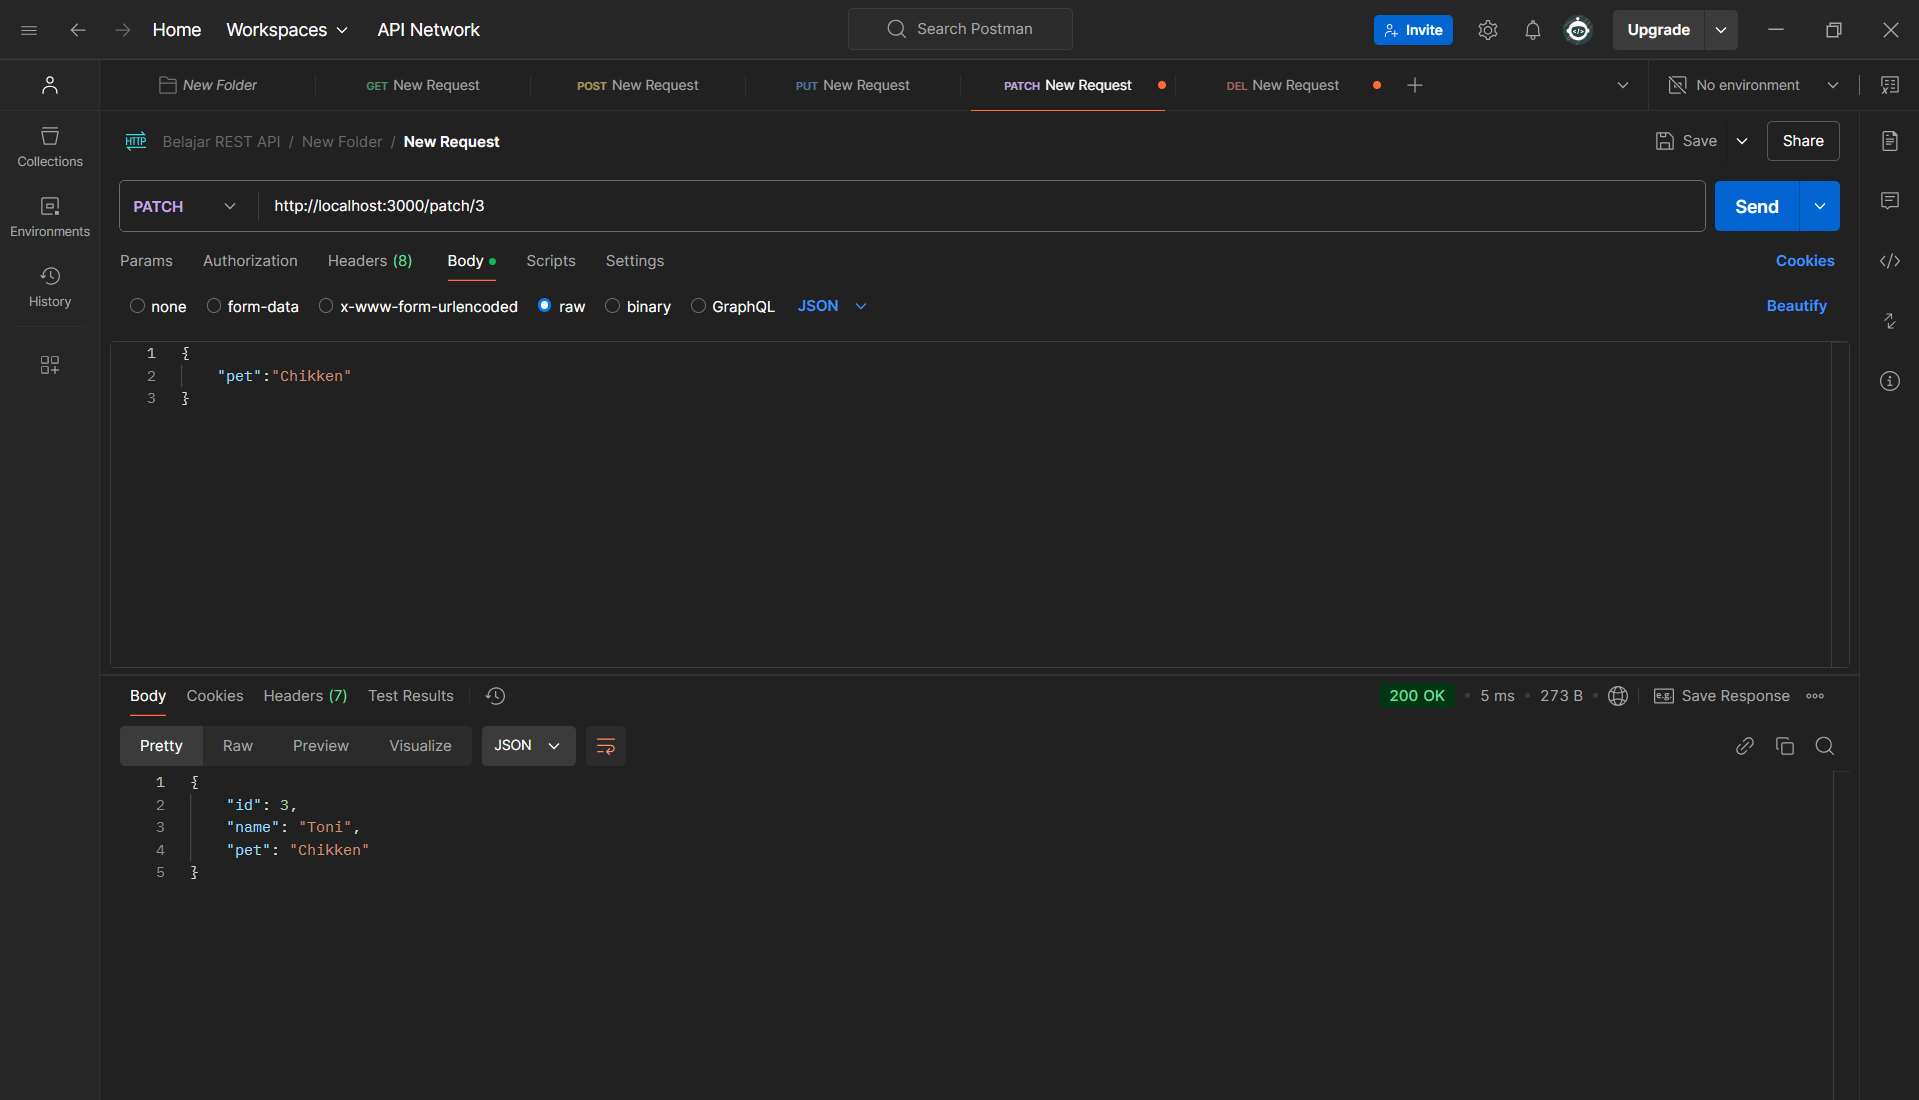 Home Workspaces API Network Search Postman Invite Upgrade
New Folder GET New Request POST New Request PUT New Request PATCH New Request DEL New Request No environment
HTTP Belajar REST API / New Folder / New Request Save Share
Collections
Environments
History
PATCH http://localhost:3000/patch/3 Send
Params Authorization Headers (8) Body Scripts Settings Cookies
none form-data x-www-form-urlencoded raw binary GraphQL JSON Beautify
1 {
2 "pet":"Chikken"
3 }
Body Cookies Headers (7) Test Results 200 OK • 5 ms • 273 B • e.g. Save Response
Pretty Raw Preview Visualize JSON
1 {
2 "id": 3,
3 "name": "Toni",
4 "pet": "Chikken"
5 }